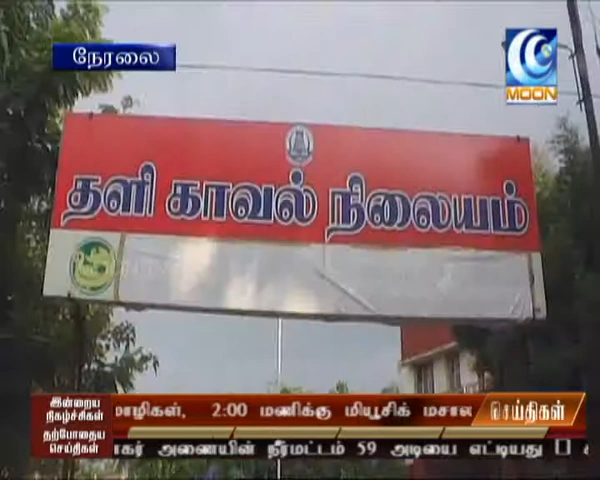 நேரலை
MOON
தளி காவல் நிலையம்
இன்றைய
நிகழ்ச்சிகள்
2:00 மணிக்கு மியூசிக் மசால
செய்திகள்
தற்போதைய
செய்திகள்
அணையின் நீர்மட்டம் 59 அடியை எட்டியது